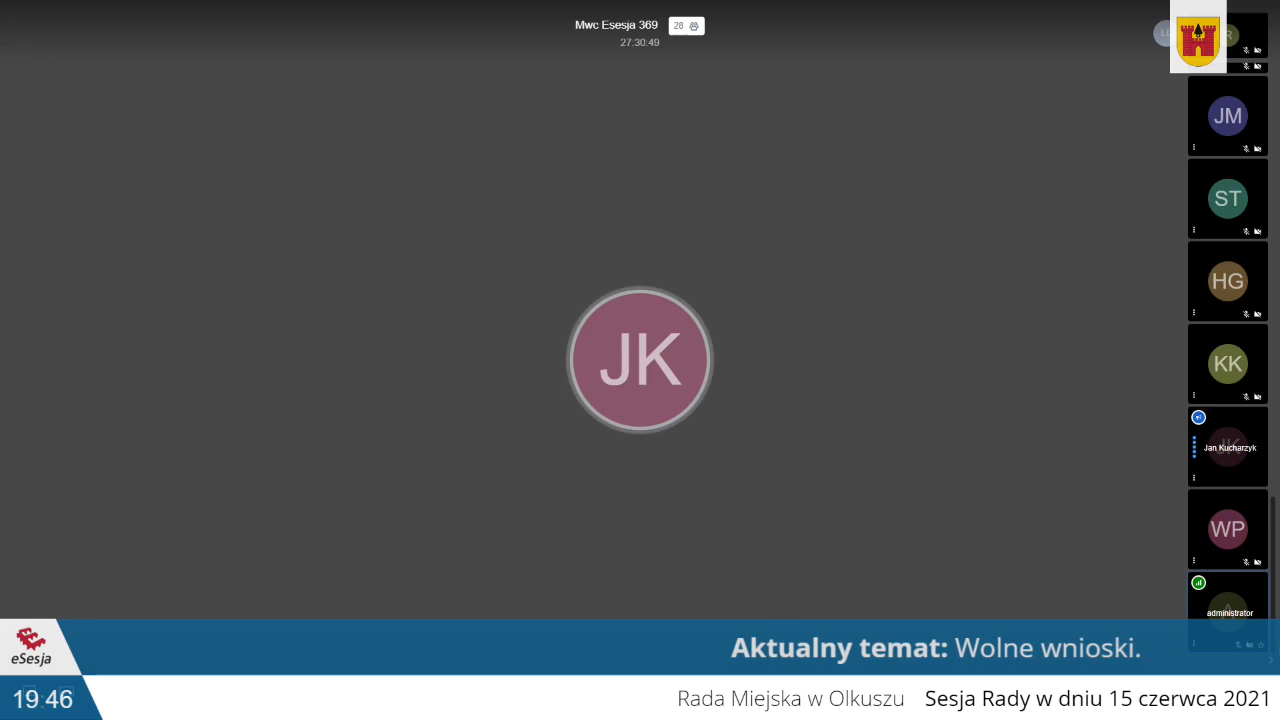 Mwc Esesja 369 28
27:30:49
JM
ST
HG
KK
JK
Jan Kucharzyk
WP
administrator
JK
Aktualny temat: Wolne wnioski.
eSesja
19:46
Rada Miejska w Olkuszu Sesja Rady w dniu 15 czerwca 2021